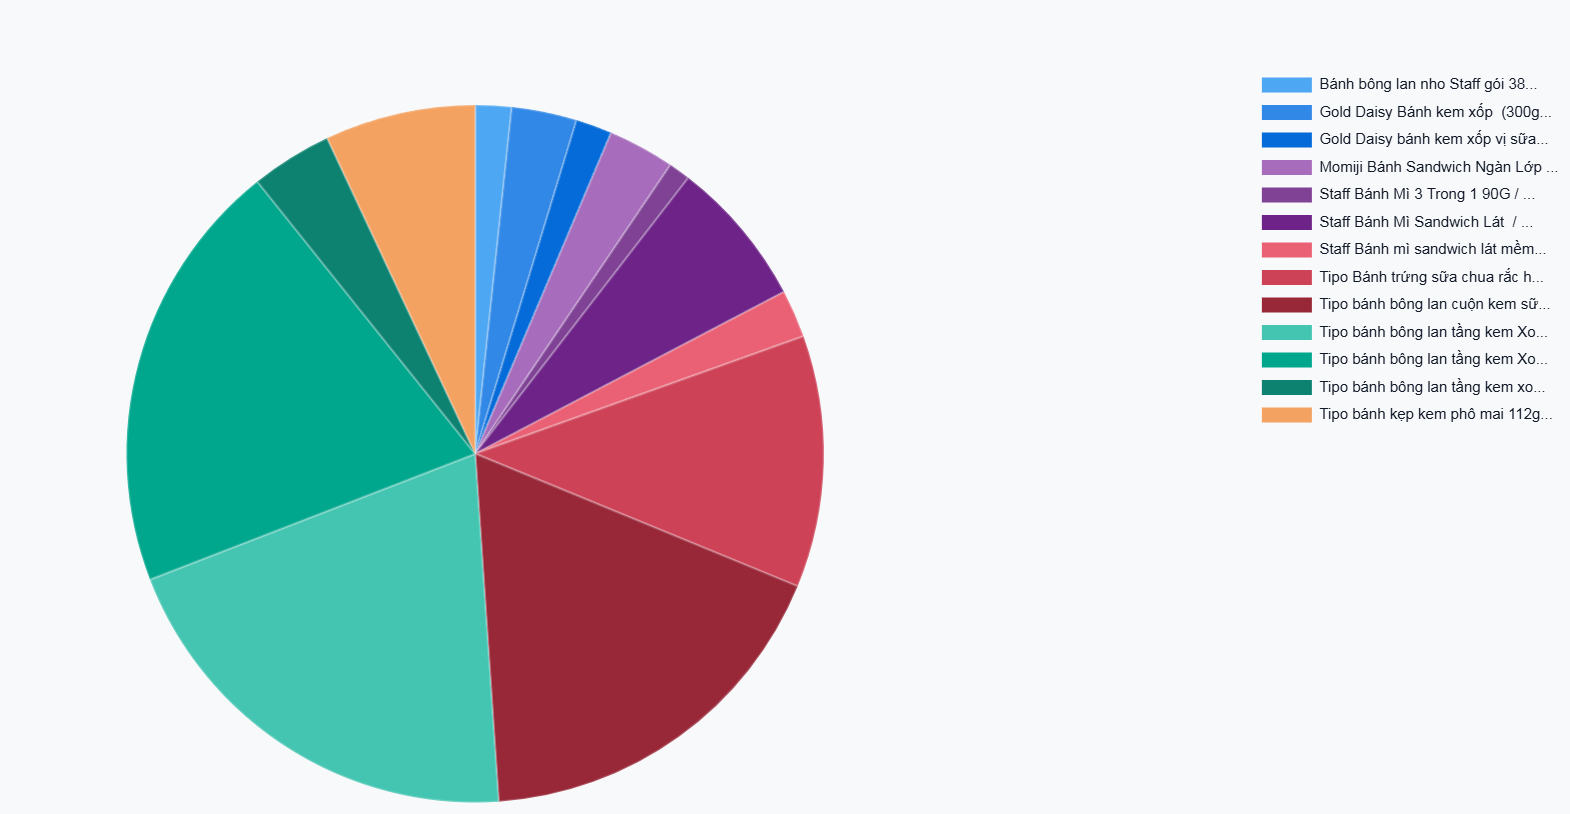 Bánh bông lan nho Staff gói 38...
Gold Daisy Bánh kem xốp  (300g...
Gold Daisy bánh kem xốp vị sữa...
Momiji Bánh Sandwich Ngàn Lớp ...
Staff Bánh Mì 3 Trong 1 90G / ...
Staff Bánh Mì Sandwich Lát  / ...
Staff Bánh mì sandwich lát mềm...
Tipo Bánh trứng sữa chua rắc h...
Tipo bánh bông lan cuộn kem sữ...
Tipo bánh bông lan tầng kem Xo...
Tipo bánh bông lan tầng kem Xo...
Tipo bánh bông lan tầng kem xo...
Tipo bánh kẹp kem phô mai 112g...